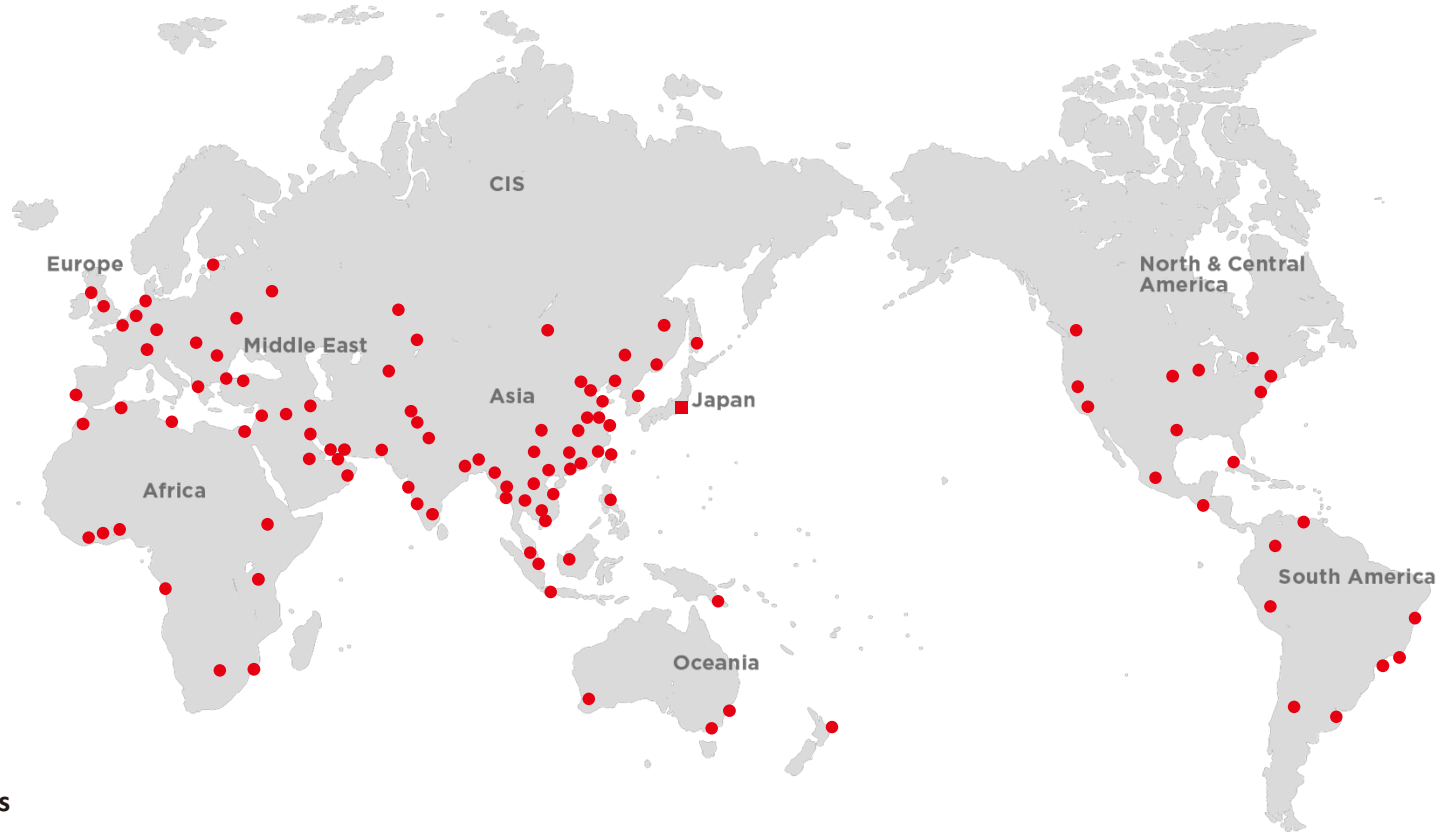 CIS
Europe
North & Central
America
Middle East
Asia
Japan
Africa
South America
Oceania
s